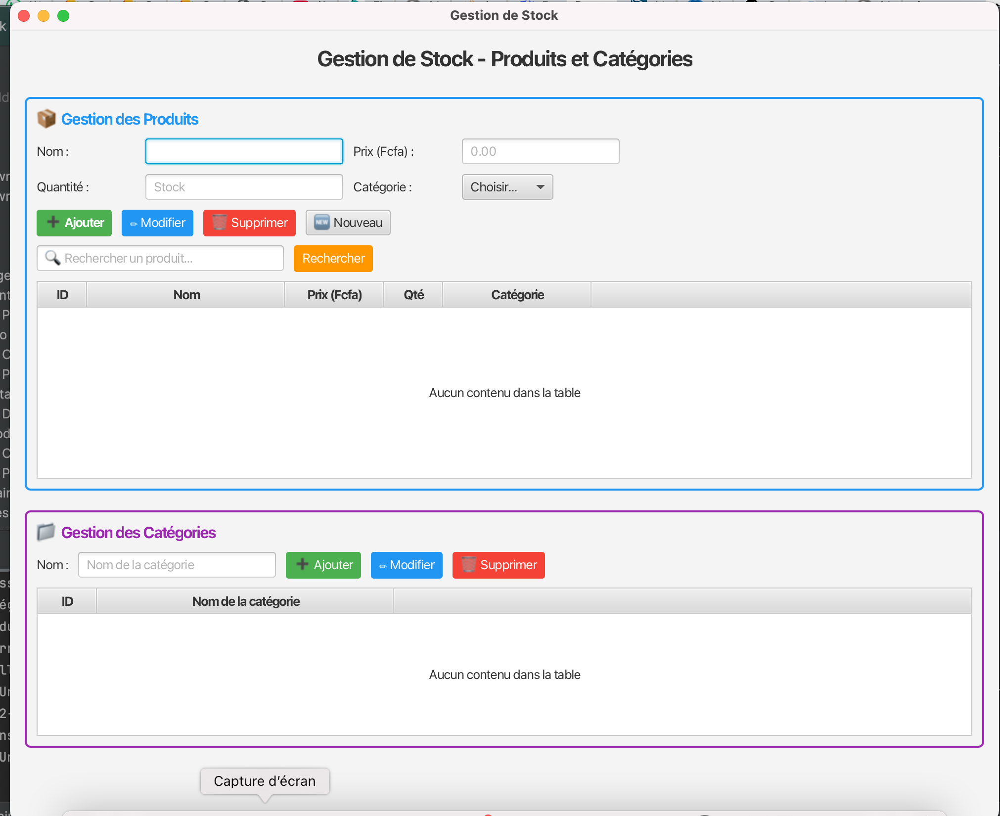 Gestion de Stock
Gestion de Stock - Produits et Catégories
Gestion des Produits
Nom : Prix (Fcfa) : 0.00
Quantité : Stock Catégorie : Choisir...
Ajouter Modifier Supprimer NEW Nouveau
Rechercher un produit... Rechercher
ID Nom Prix (Fcfa) Qté Catégorie
Aucun contenu dans la table
Gestion des Catégories
Nom : Nom de la catégorie Ajouter Modifier Supprimer
ID Nom de la catégorie
Aucun contenu dans la table
Capture d'écran